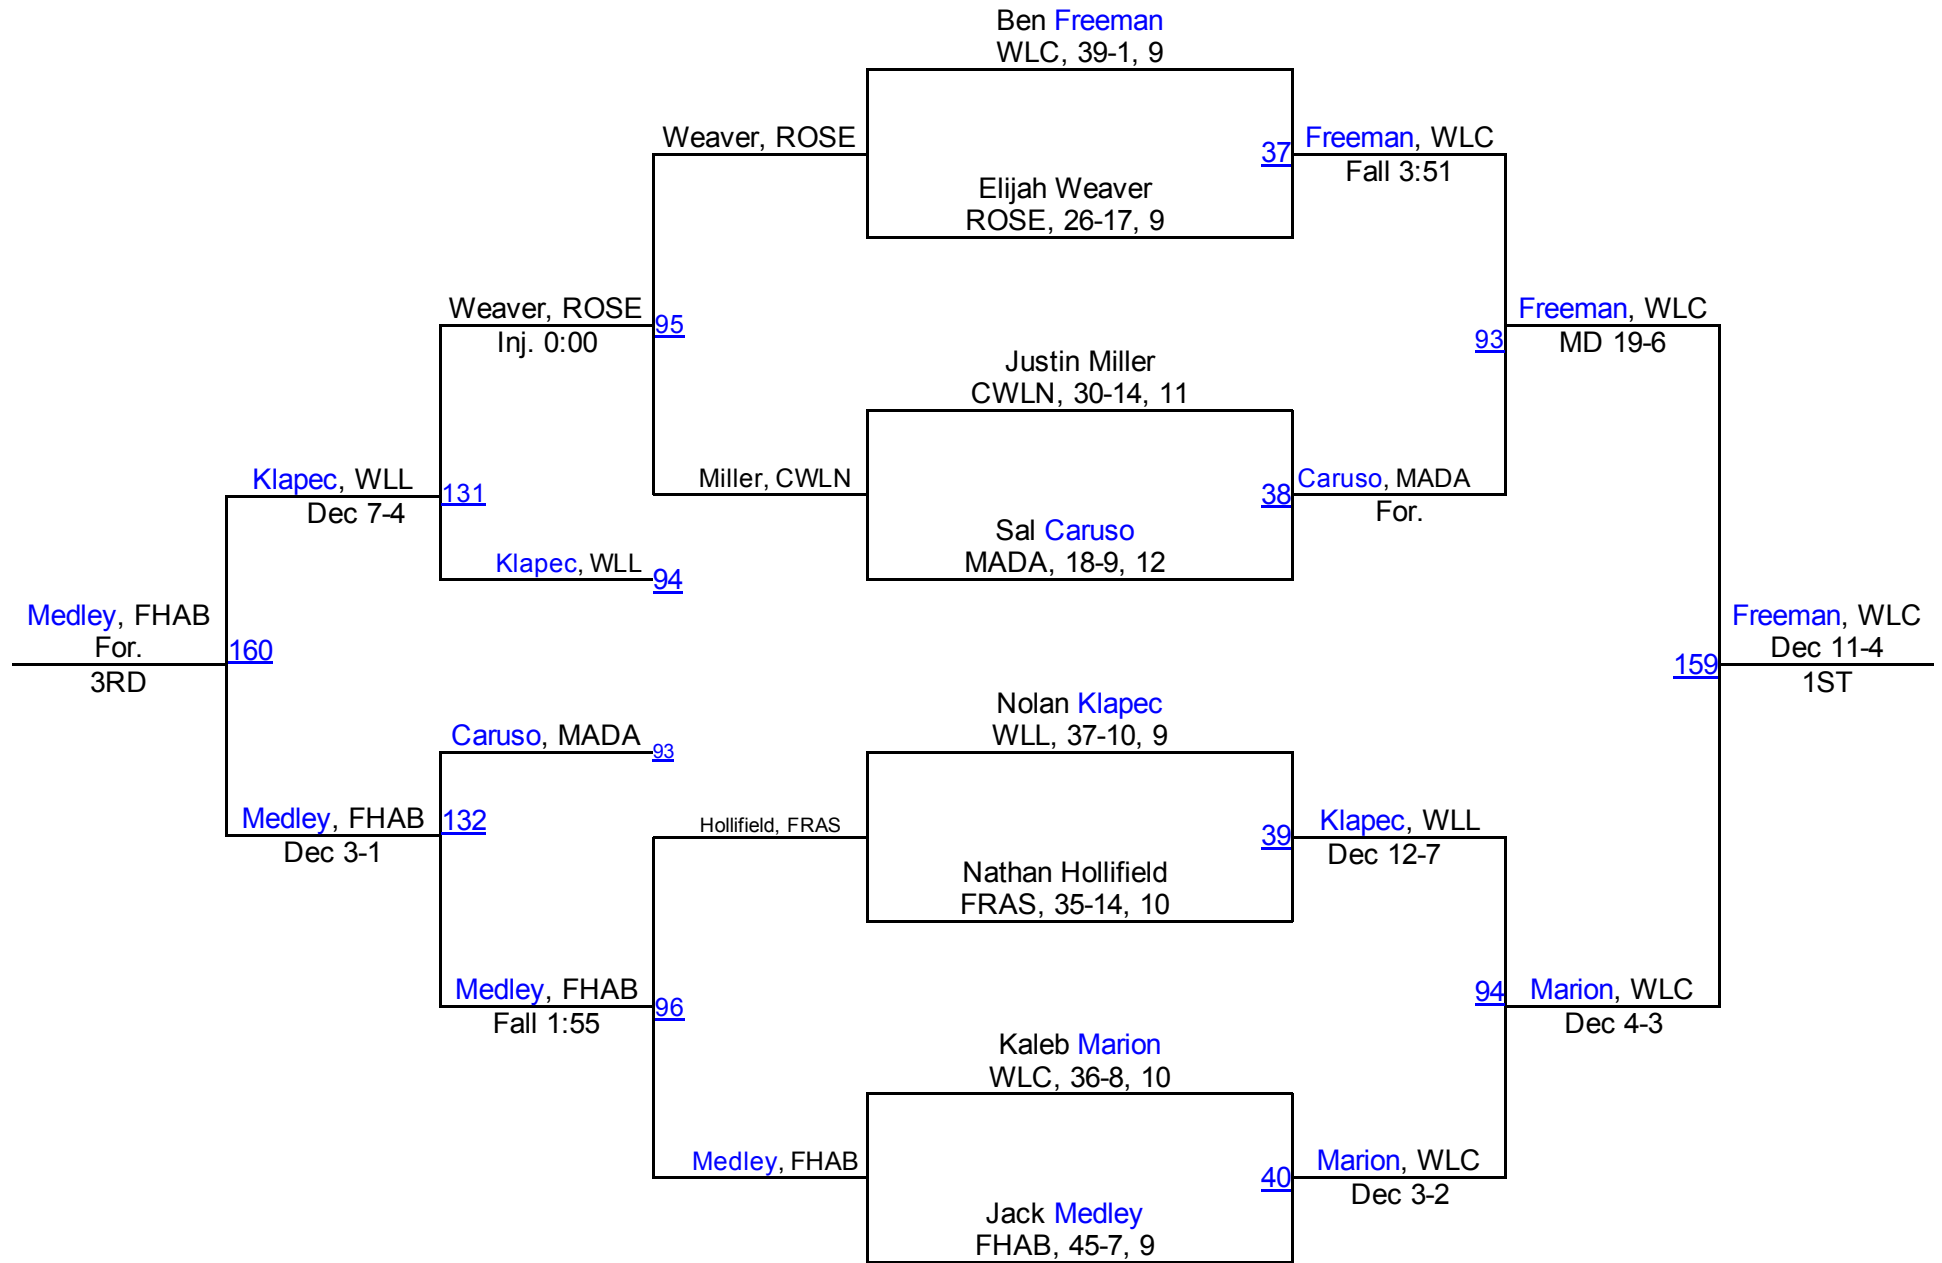 Ben Freeman
WLC, 39-1, 9
Weaver, ROSE
37
Freeman, WLC
Fall 3:51
Elijah Weaver
ROSE, 26-17, 9
Weaver, ROSE
Inj. 0:00
95
Freeman, WLC
MD 19-6
93
Justin Miller
CWLN, 30-14, 11
Klapec, WLL
Dec 7-4
131
Miller, CWLN
38
Caruso, MADA
For.
Sal Caruso
MADA, 18-9, 12
Klapec, WLL
94
Medley, FHAB
For.
3RD
160
Freeman, WLC
Dec 11-4
1ST
159
Nolan Klapec
WLL, 37-10, 9
Caruso, MADA
93
Medley, FHAB
Dec 3-1
132
Hollifield, FRAS
39
Klapec, WLL
Dec 12-7
Nathan Hollifield
FRAS, 35-14, 10
Medley, FHAB
Fall 1:55
96
94
Marion, WLC
Dec 4-3
Kaleb Marion
WLC, 36-8, 10
Medley, FHAB
40
Marion, WLC
Dec 3-2
Jack Medley
FHAB, 45-7, 9